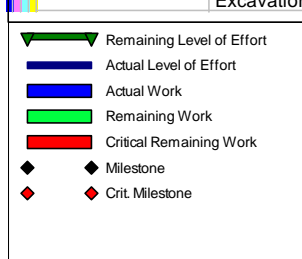 Excavation
Remaining Level of Effort
Actual Level of Effort
Actual Work
Remaining Work
Critical Remaining Work
Milestone
Crit. Milestone